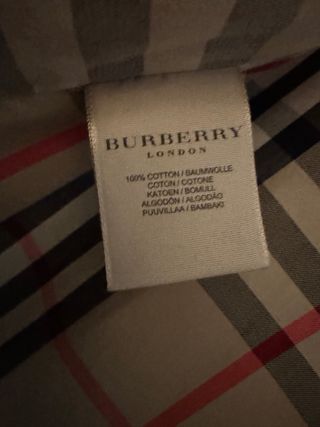 BURBERRY
LONDON
100% COTTON / BAUMWOLLE
COTON / COTONE
KATOEN / BOMULL
ALGODÓN / ALGODÃO
PUUVILLAA / BAMBAKI